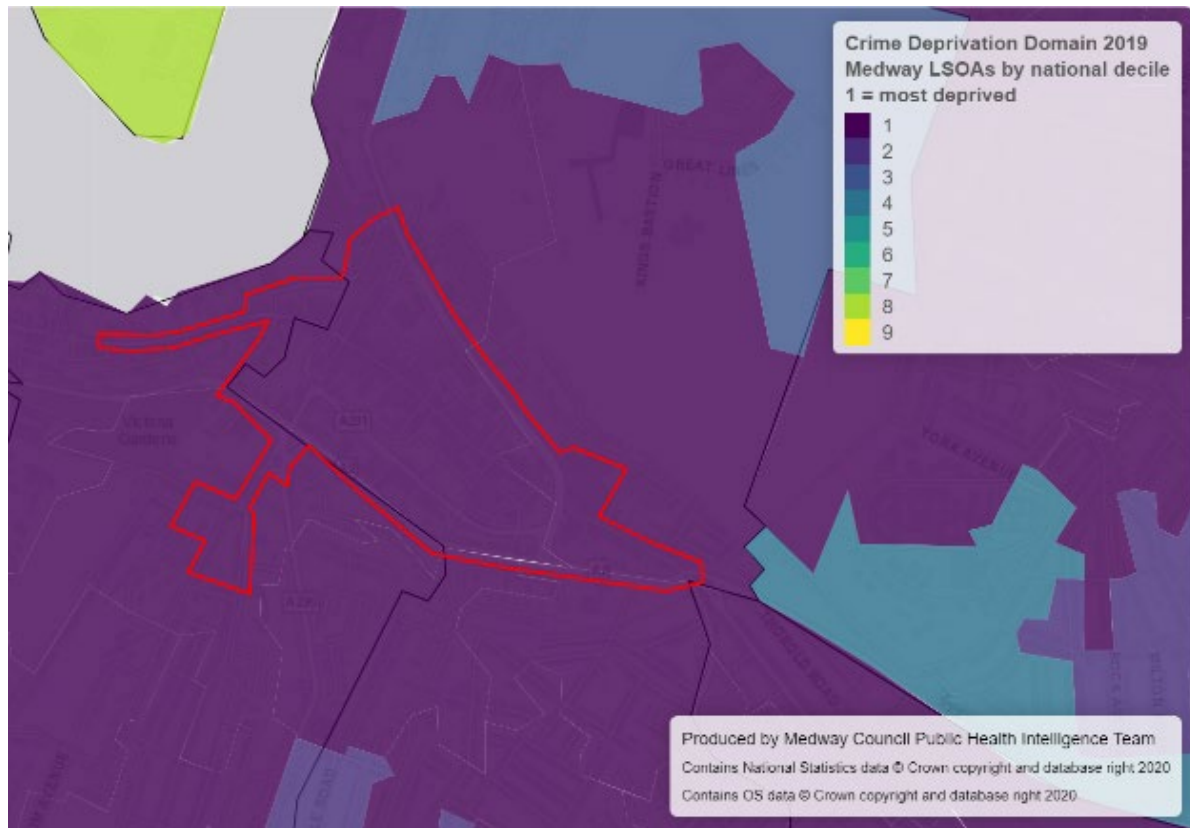 Crime Deprivation Domain 2019
Medway LSOAs by national decile
1 = most deprived
1
2
3
4
5
6
7
8
9
GREAT LINES
KINGS BASTION
Victoria
Gardens
A231
YORK AVENUE
A2
Produced by Medway Council Public Health Intelligence Team
Contains National Statistics data © Crown copyright and database right 2020
Contains OS data © Crown copyright and database right 2020